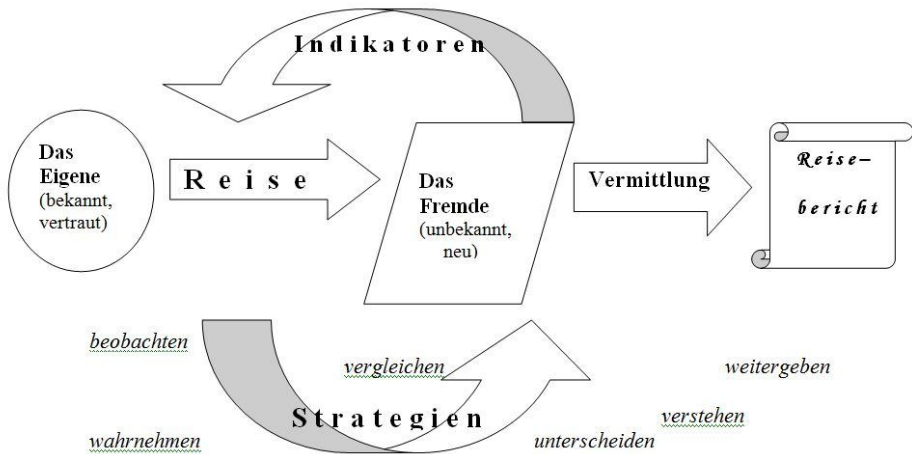 Indikatoren
Das
Eigene
(bekannt,
vertraut)
Reise
Das
Fremde
(unbekannt,
neu)
Vermittlung
Reise-
bericht
beobachten
vergleichen
weitergeben
Strategien
verstehen
wahrnehmen
unterscheiden